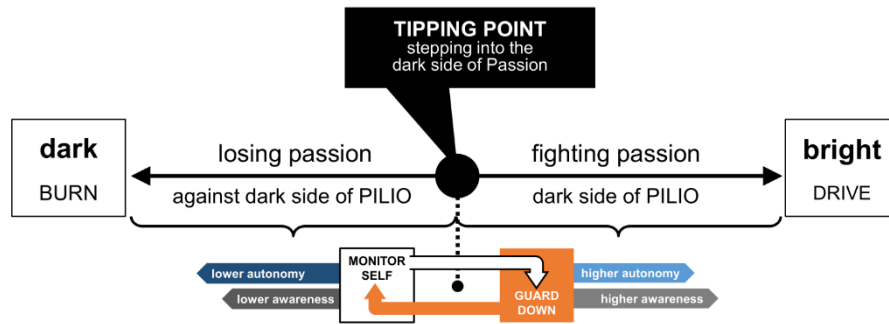 TIPPING POINT
stepping into the
dark side of Passion
dark
BURN
losing passion
against dark side of PILIO
fighting passion
dark side of PILIO
bright
DRIVE
lower autonomy
lower awareness
MONITOR
SELF
GUARD
DOWN
higher autonomy
higher awareness